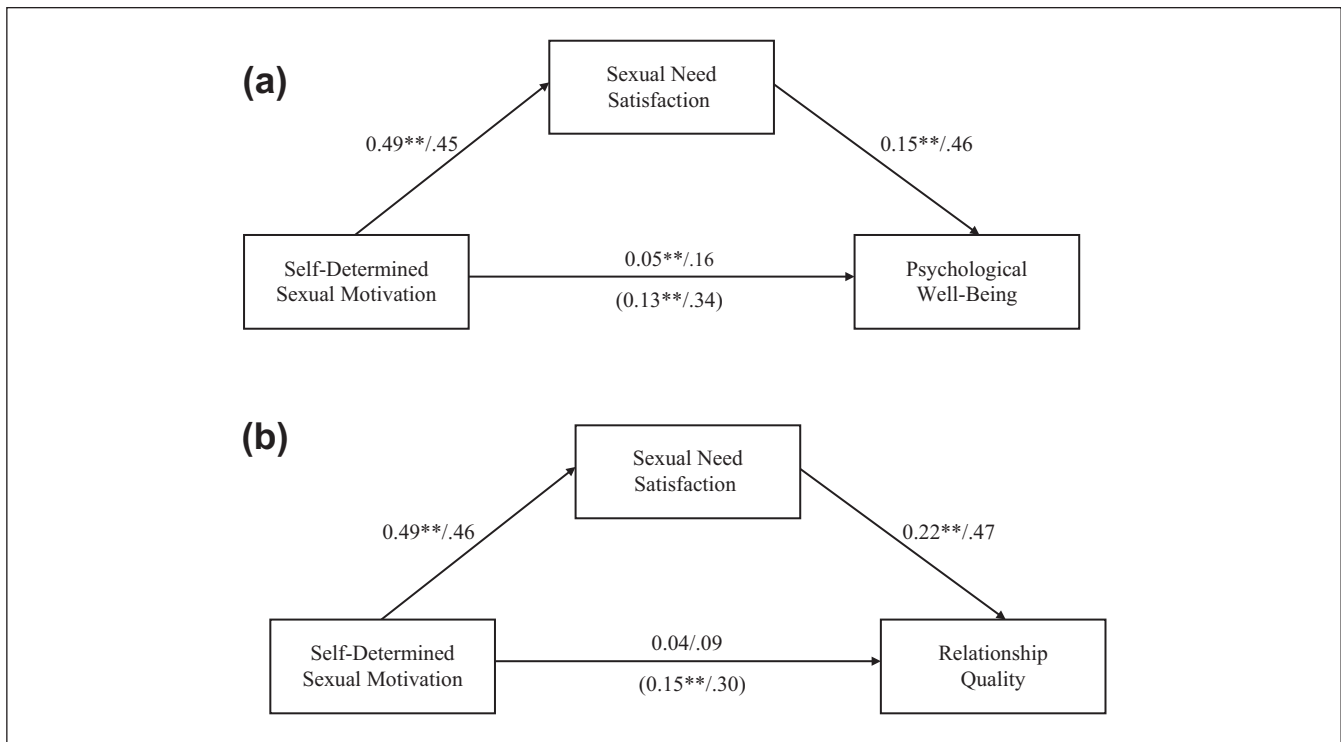 (a)
Sexual Need
Satisfaction
0.49**/.45
0.15**/.46
Self-Determined
Sexual Motivation
0.05**/.16
(0.13**/.34)
Psychological
Well-Being
(b)
Sexual Need
Satisfaction
0.49**/.46
0.22**/.47
Self-Determined
Sexual Motivation
0.04/.09
(0.15**/.30)
Relationship
Quality